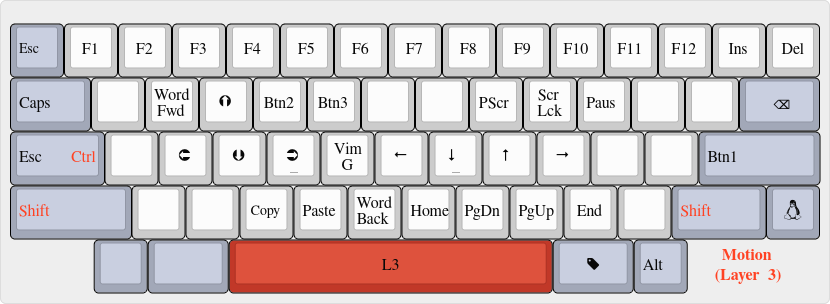 Esc F1 F2 F3 F4 F5 F6 F7 F8 F9 F10 F11 F12 Ins Del
Caps Word Fwd Btn2 Btn3 PScr Scr Lck Paus ⌫
Esc Ctrl Vim G ← ↓ _ ↑ → Btn1
Shift Copy Paste Word Back Home PgDn PgUp End Shift
L3 Alt
Motion
(Layer 3)